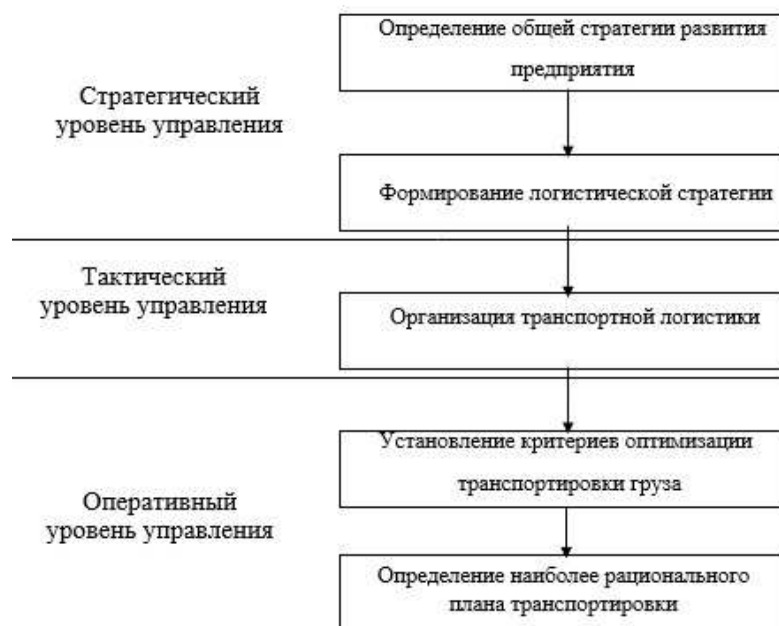 Определение общей стратегии развития
предприятия
Стратегический
уровень управления
Формирование логистической стратегии
Тактический
уровень управления
Организация транспортной логистики
Установление критериев оптимизации
транспортировки груза
Оперативный
уровень управления
Определение наиболее рационального
плана транспортировки